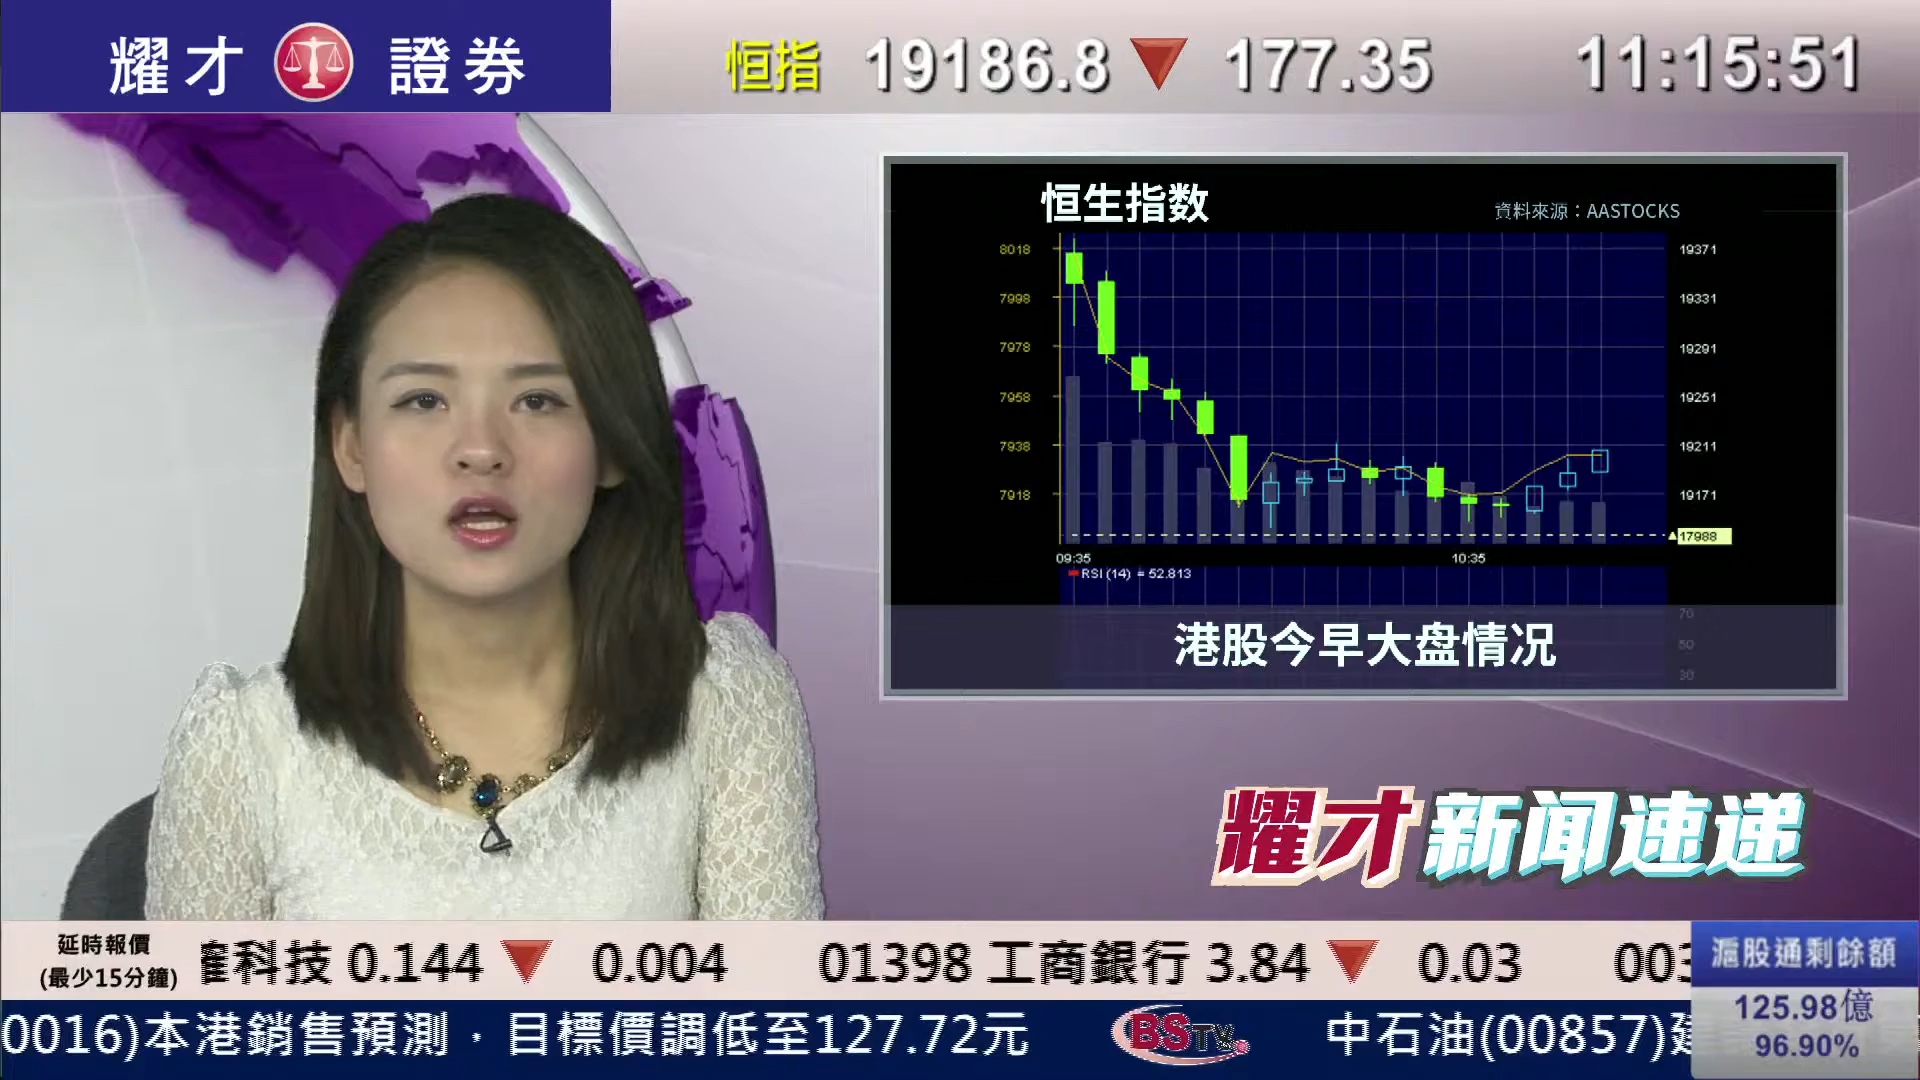 耀才 證券
恒指 19186.8 ▼ 177.35 11:15:51
恒生指数
資料來源：AASTOCKS
8018 19371
7998 19331
7978 19291
7958 19251
7938 19211
7918 19171
17988
09:35 10:35
RSI (14) = 52.813
70
50
30
港股今早大盘情况
耀才新闻速递
延時報價
(最少15分鐘)
科技 0.144 ▼ 0.004 01398 工商銀行 3.84 ▼ 0.03 003
滬股通剩餘額
125.98億
96.90%
0016)本港銷售預測．目標價調低至127.72元 BSTV 中石油(00857)